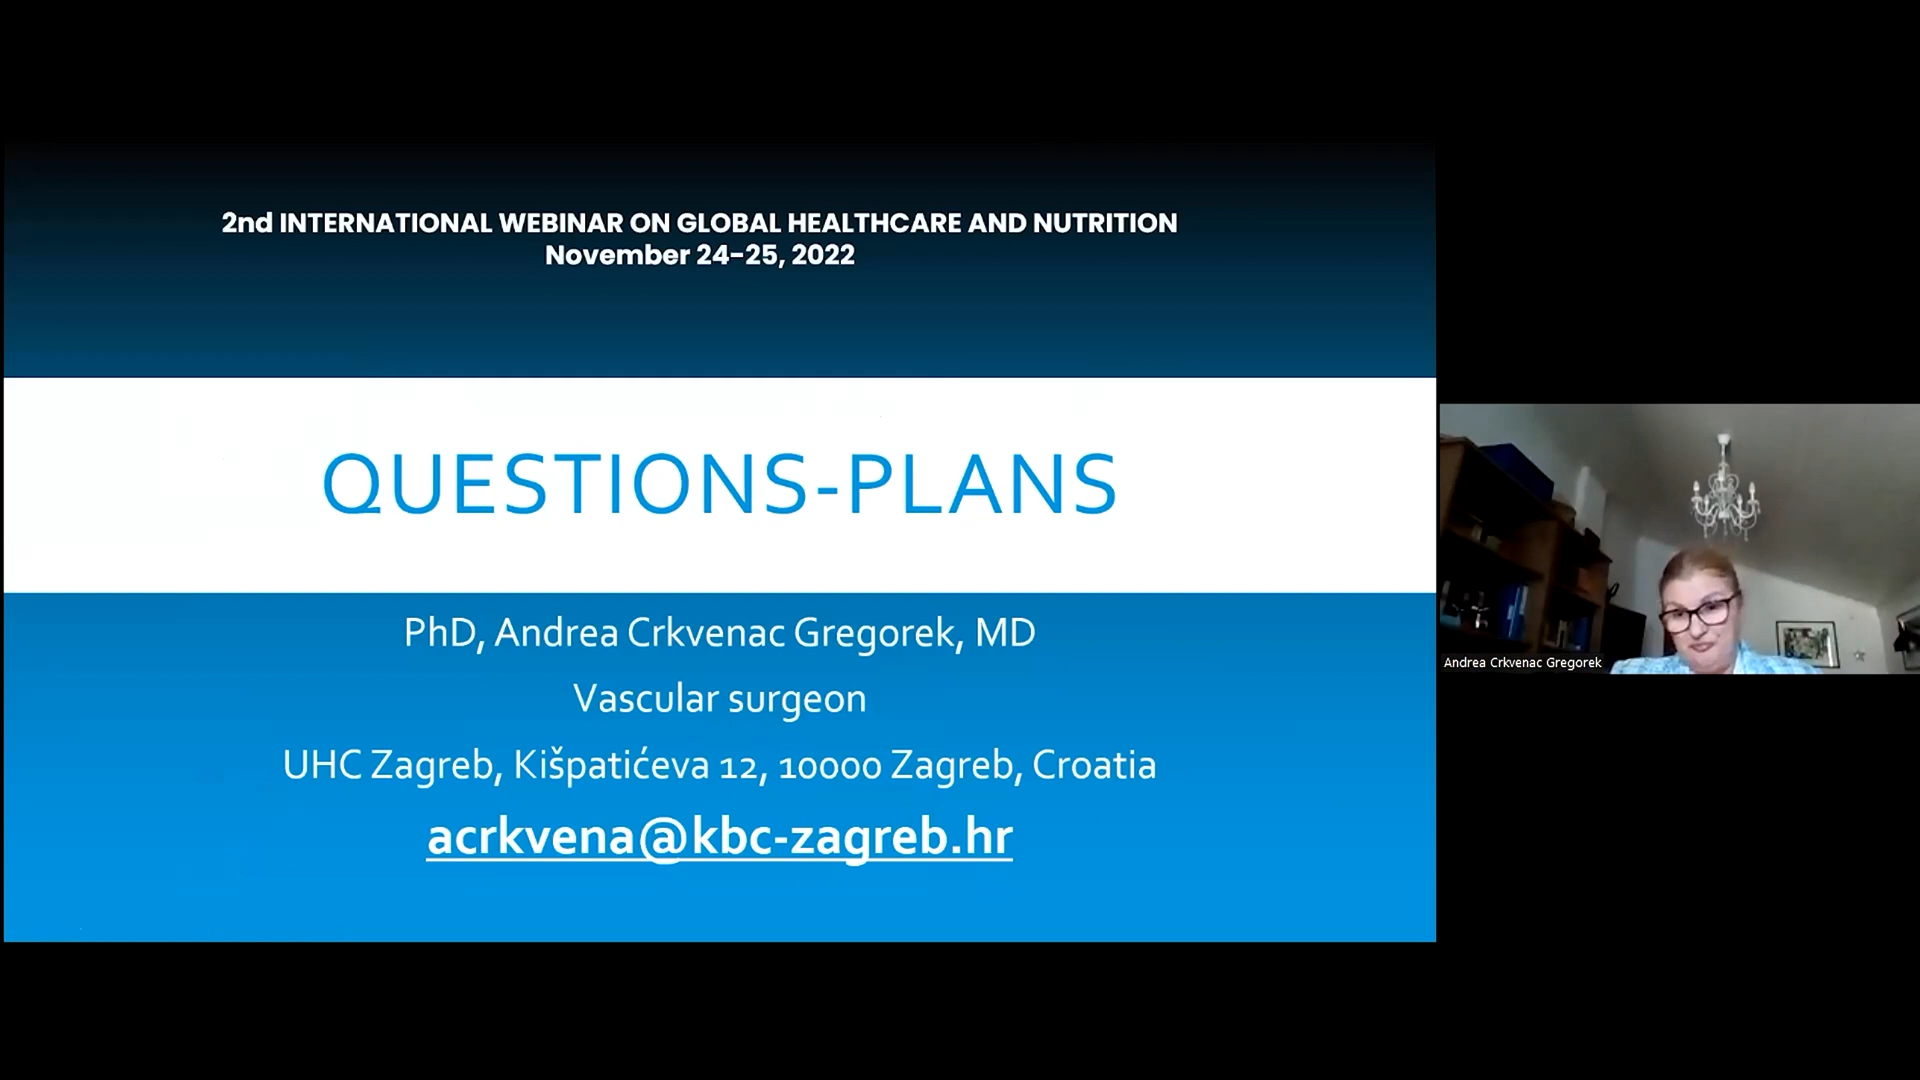 2nd INTERNATIONAL WEBINAR ON GLOBAL HEALTHCARE AND NUTRITION
November 24-25, 2022
QUESTIONS-PLANS
PhD, Andrea Crkvenac Gregorek, MD
Vascular surgeon
UHC Zagreb, Kišpatićeva 12, 10000 Zagreb, Croatia
acrkvena@kbc-zagreb.hr
Andrea Crkvenac Gregorek